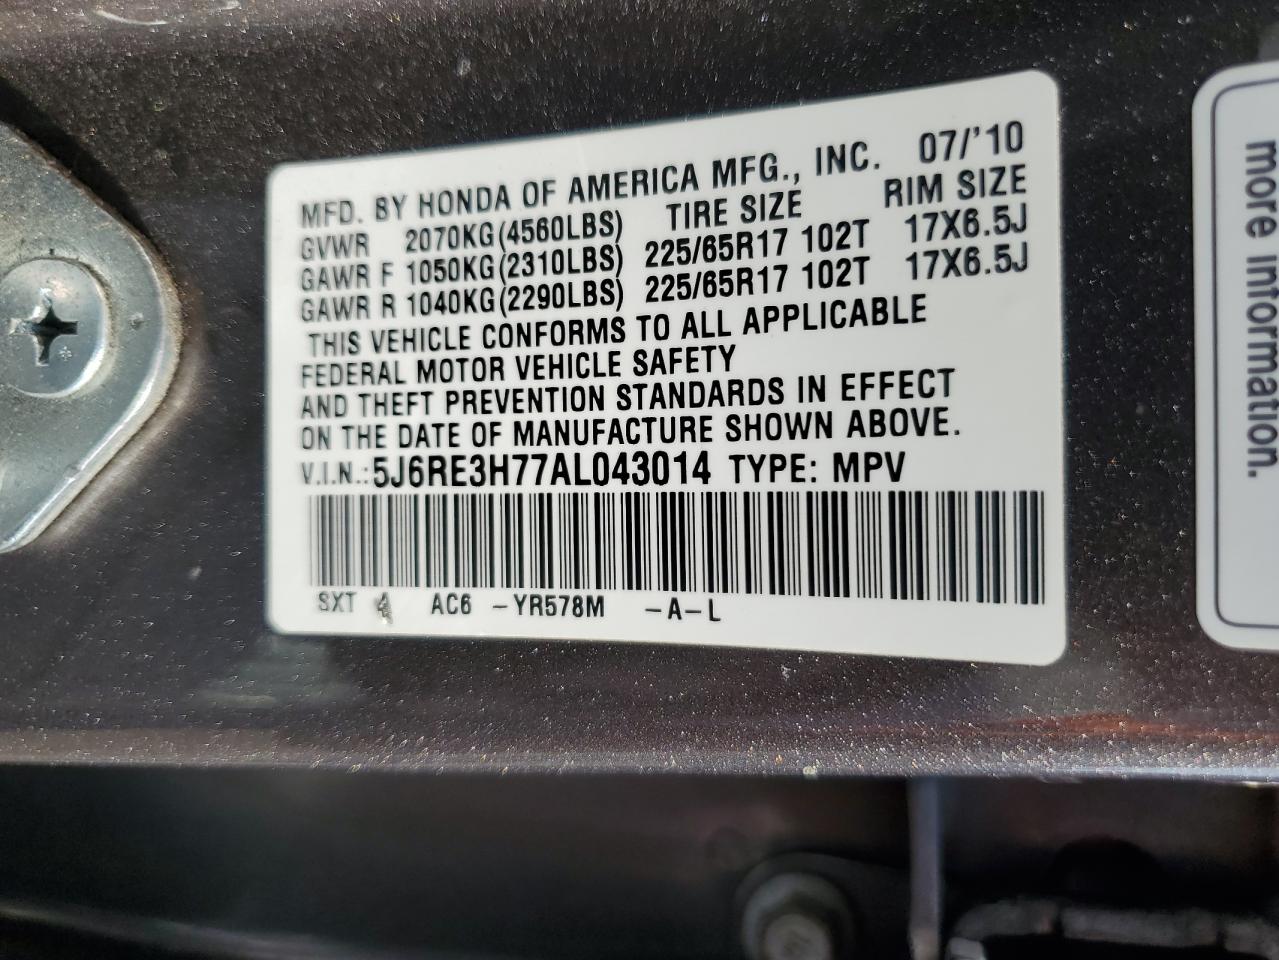 MFD. BY HONDA OF AMERICA MFG., INC. 07/'10
GVWR 2070KG(4560LBS) TIRE SIZE RIM SIZE
GAWR F 1050KG(2310LBS) 225/65R17 102T 17X6.5J
GAWR R 1040KG(2290LBS) 225/65R17 102T 17X6.5J
THIS VEHICLE CONFORMS TO ALL APPLICABLE
FEDERAL MOTOR VEHICLE SAFETY
AND THEFT PREVENTION STANDARDS IN EFFECT
ON THE DATE OF MANUFACTURE SHOWN ABOVE.
V.I.N.:5J6RE3H77AL043014 TYPE: MPV
SXT 4 AC6 -YR578M -A-L
more information.